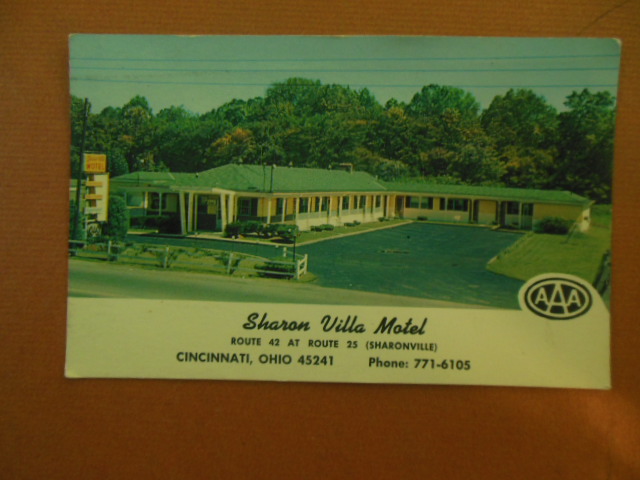 AAA
Sharon Villa Motel
ROUTE 42 AT ROUTE 25 (SHARONVILLE)
CINCINNATI, OHIO 45241 Phone: 771-6105